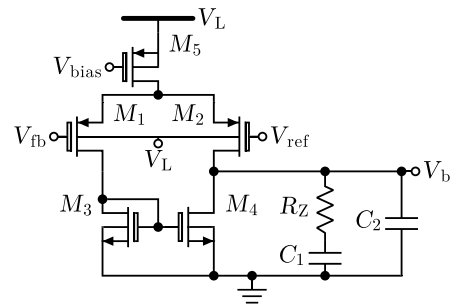 V_L
M_5
V_bias
M_1 M_2
V_fb V_ref
V_L
V_b
M_3 M_4 R_Z
C_2
C_1